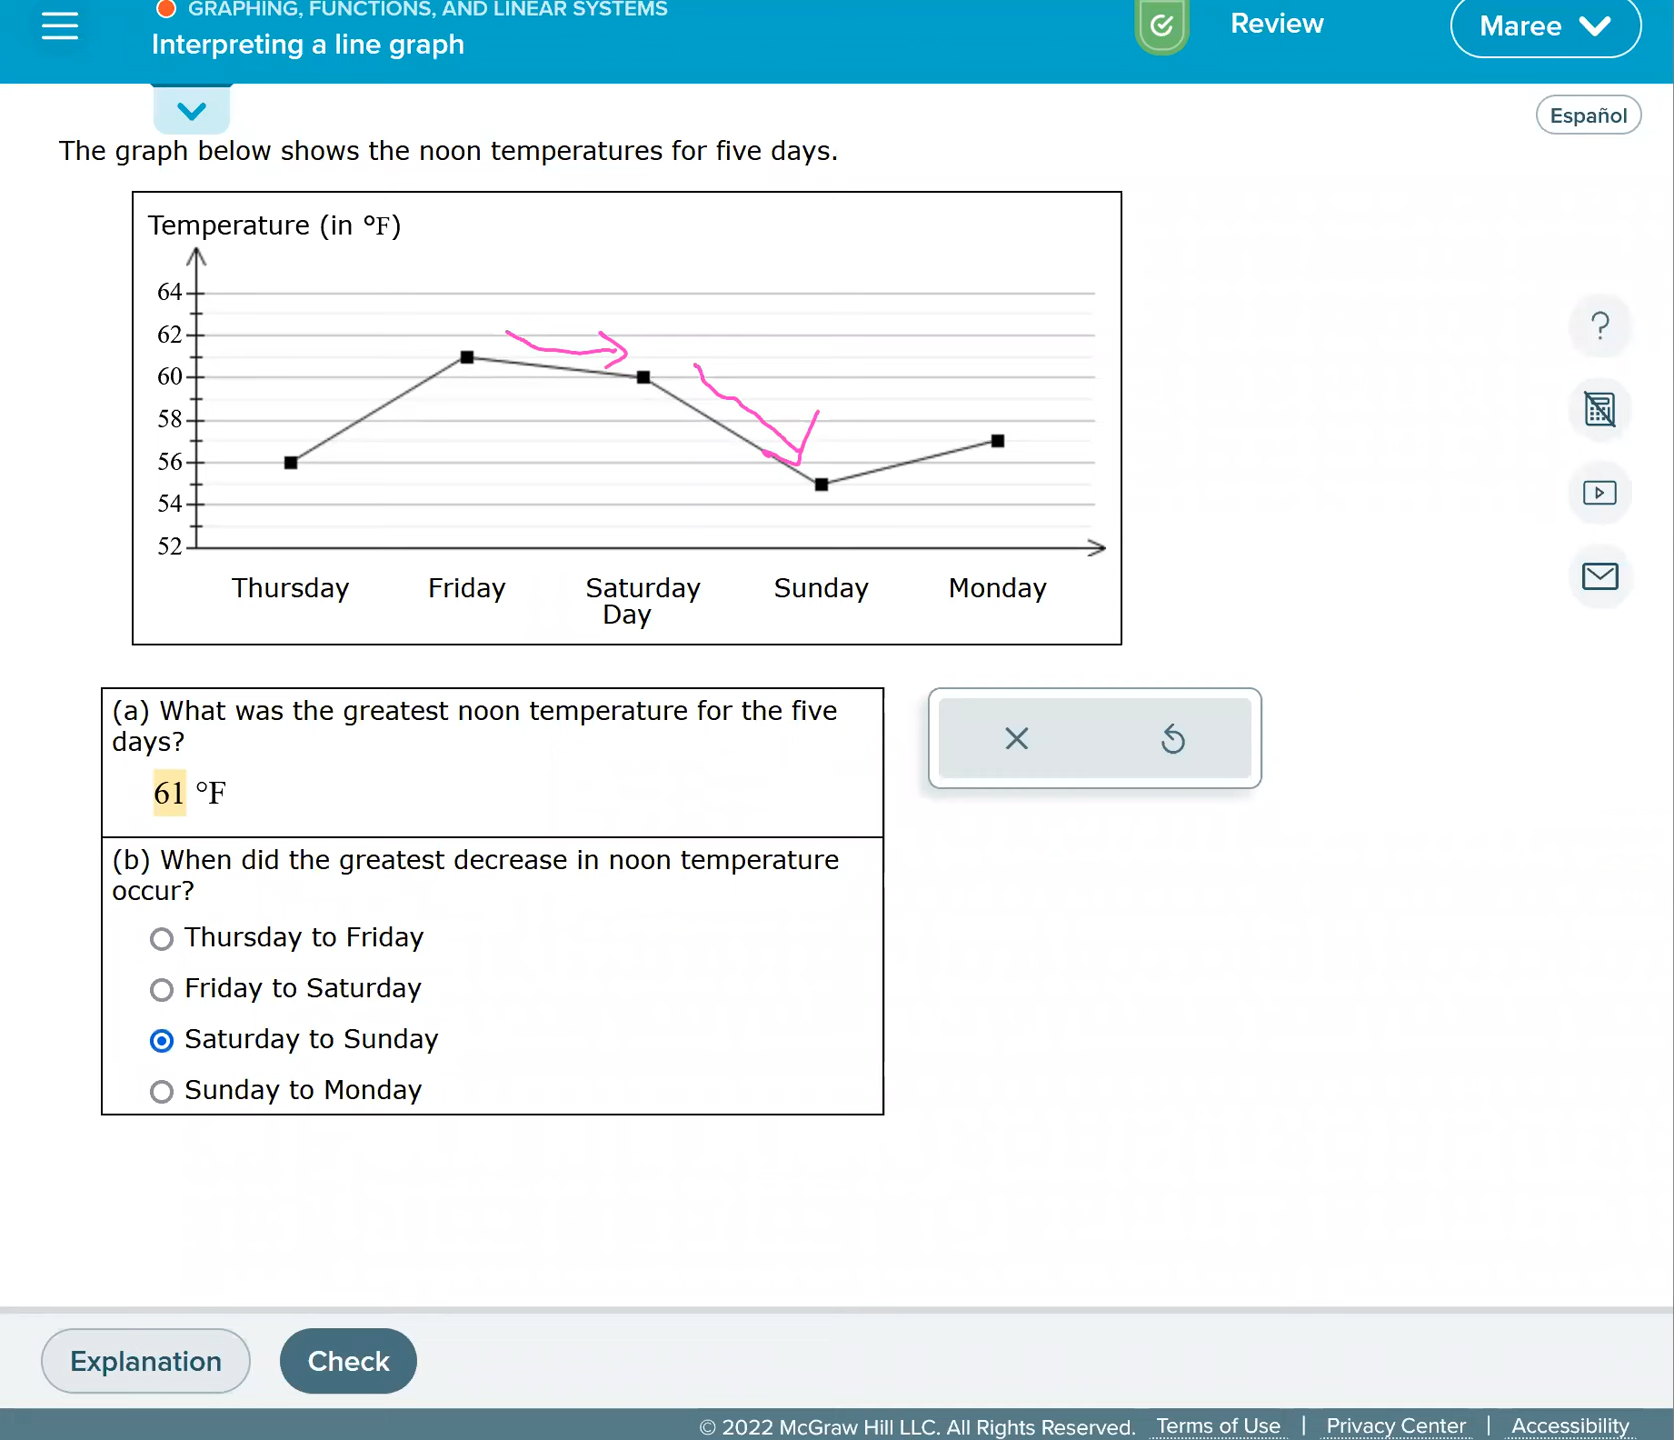 GRAPHING, FUNCTIONS, AND LINEAR SYSTEMS
Interpreting a line graph
Review
Maree
Español
The graph below shows the noon temperatures for five days.
Temperature (in °F)
64
62
60
58
56
54
52
Thursday Friday Saturday Sunday Monday
Day
(a) What was the greatest noon temperature for the five
days?
61 °F
(b) When did the greatest decrease in noon temperature
occur?
Thursday to Friday
Friday to Saturday
Saturday to Sunday
Sunday to Monday
?
Explanation
Check
© 2022 McGraw Hill LLC. All Rights Reserved. Terms of Use | Privacy Center | Accessibility